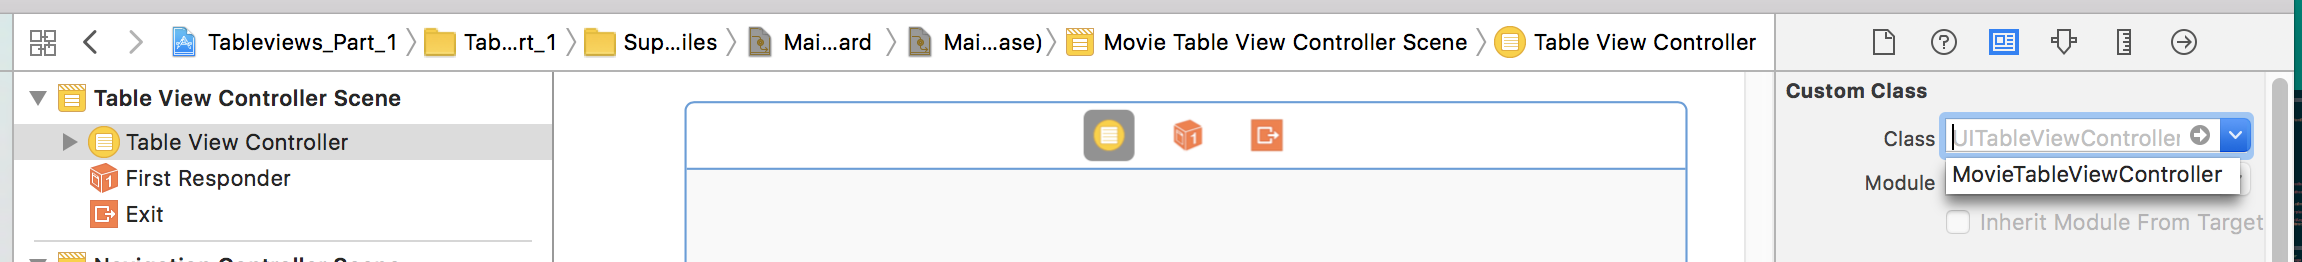 Tableviews_Part_1 Tab...rt_1 Sup...iles Mai...ard Mai...ase) Movie Table View Controller Scene Table View Controller
Table View Controller Scene
Table View Controller
First Responder
Exit
Navigation Controller Scene
1
Custom Class
Class UITableViewController
MovieTableViewController
Module
Inherit Module From Target